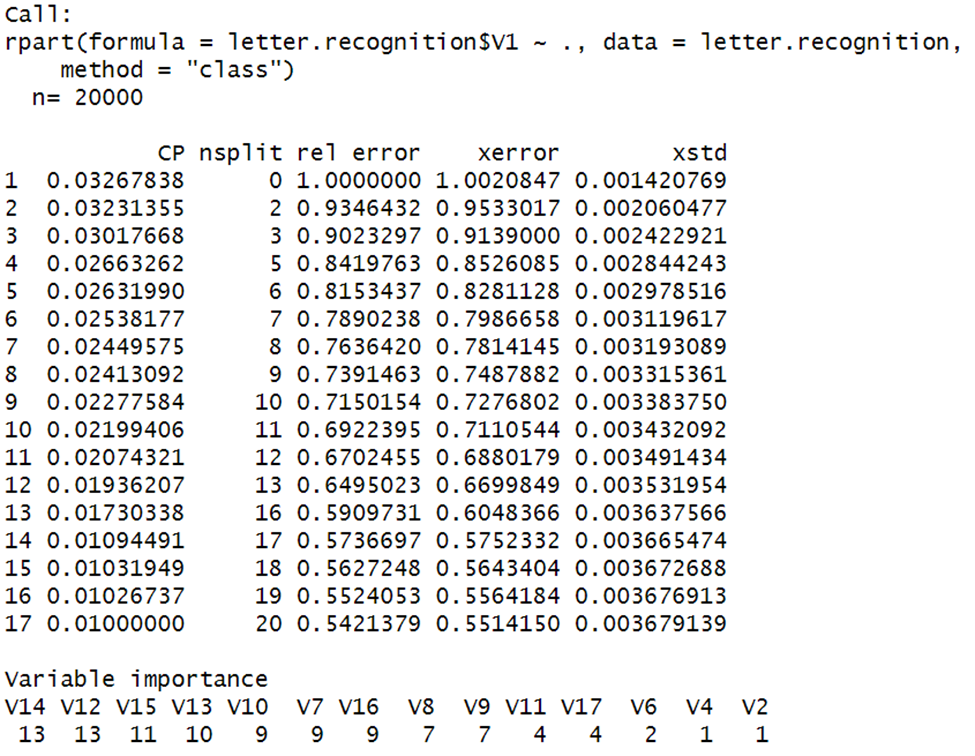 Call:
rpart(formula = letter.recognition$V1 ~ ., data = letter.recognition,
    method = "class")
  n= 20000

           CP nsplit rel error    xerror        xstd
1  0.03267838      0 1.0000000 1.0020847 0.001420769
2  0.03231355      2 0.9346432 0.9533017 0.002060477
3  0.03017668      3 0.9023297 0.9139000 0.002422921
4  0.02663262      5 0.8419763 0.8526085 0.002844243
5  0.02631990      6 0.8153437 0.8281128 0.002978516
6  0.02538177      7 0.7890238 0.7986658 0.003119617
7  0.02449575      8 0.7636420 0.7814145 0.003193089
8  0.02413092      9 0.7391463 0.7487882 0.003315361
9  0.02277584     10 0.7150154 0.7276802 0.003383750
10 0.02199406     11 0.6922395 0.7110544 0.003432092
11 0.02074321     12 0.6702455 0.6880179 0.003491434
12 0.01936207     13 0.6495023 0.6699849 0.003531954
13 0.01730338     16 0.5909731 0.6048366 0.003637566
14 0.01094491     17 0.5736697 0.5752332 0.003665474
15 0.01031949     18 0.5627248 0.5643404 0.003672688
16 0.01026737     19 0.5524053 0.5564184 0.003676913
17 0.01000000     20 0.5421379 0.5514150 0.003679139

Variable importance
V14 V12 V15 V13 V10  V7 V16  V8  V9 V11 V17  V6  V4  V2
 13  13  11  10   9   9   9   7   7   4   4   2   1   1